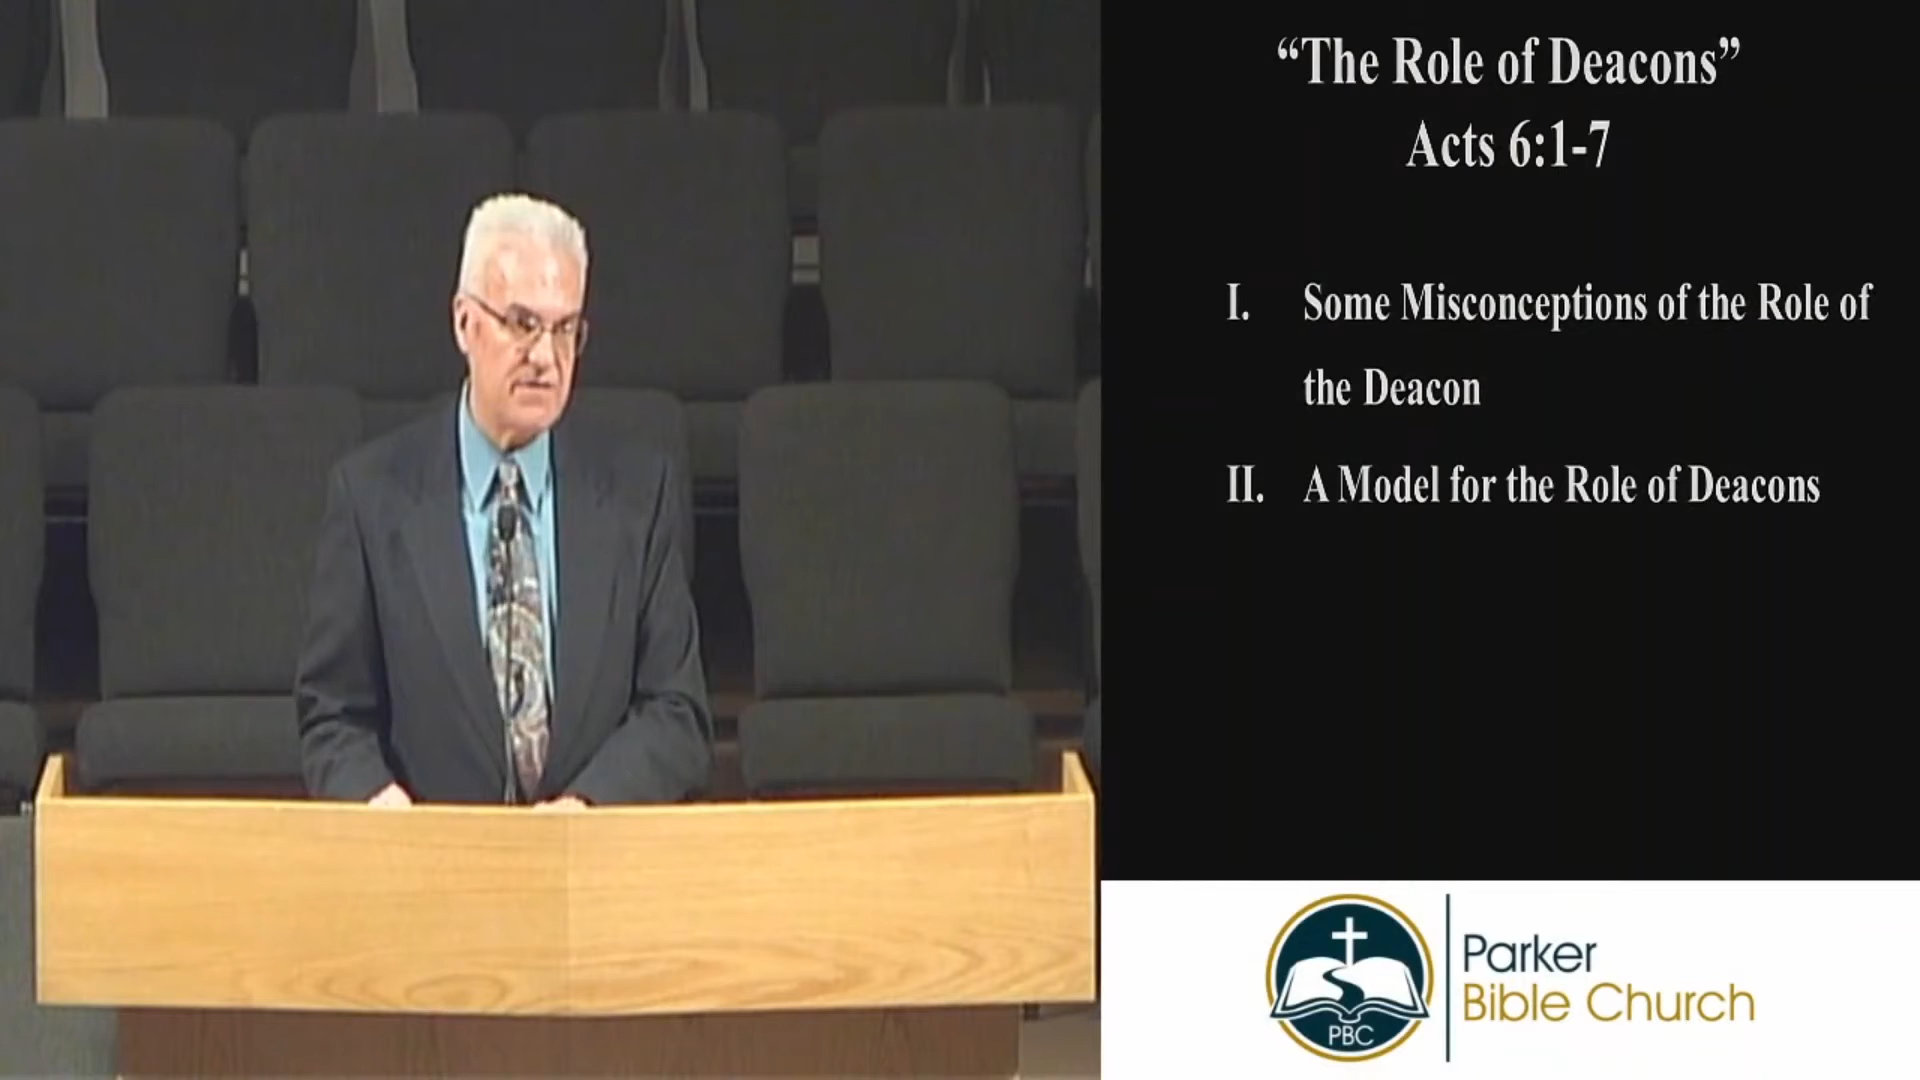 “The Role of Deacons”
Acts 6:1-7
I. Some Misconceptions of the Role of
the Deacon
II. A Model for the Role of Deacons
PBC
Parker
Bible Church